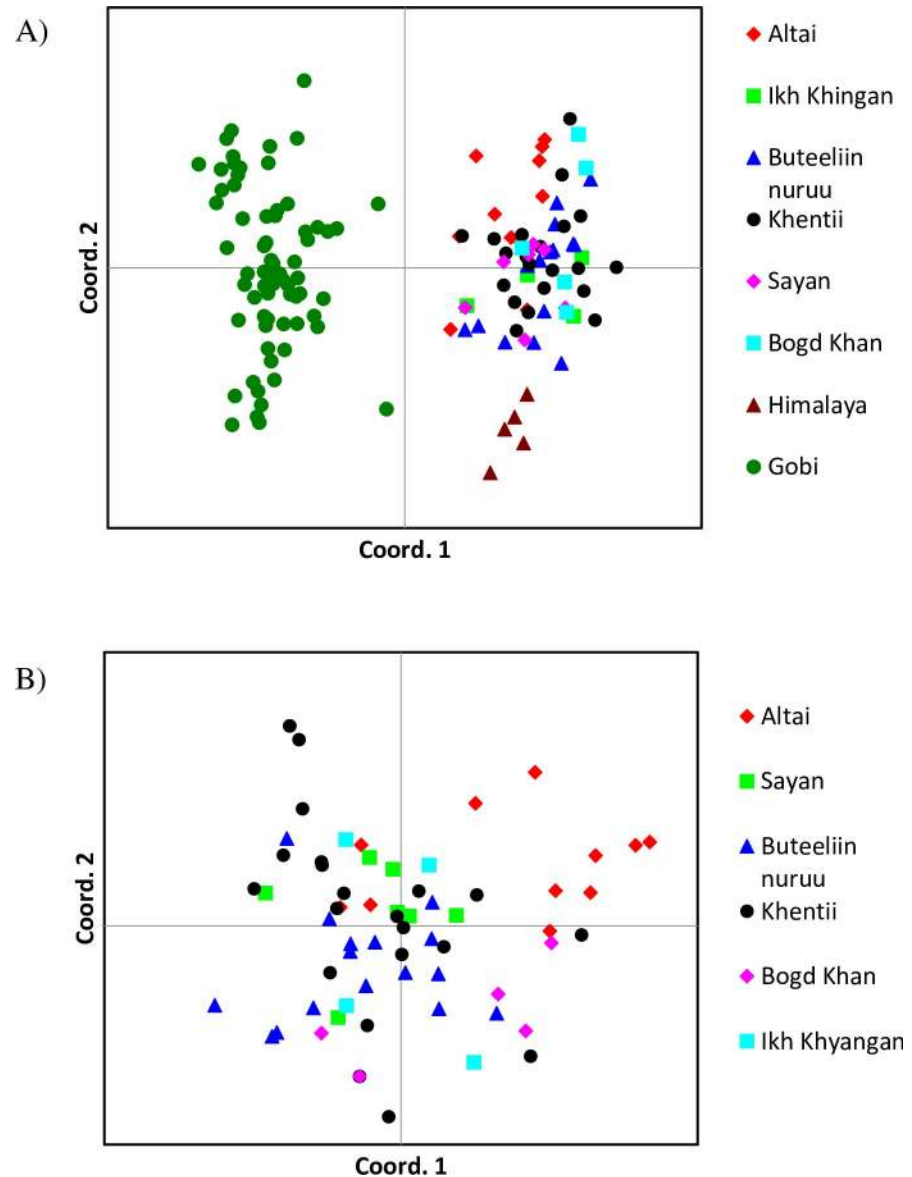 A)
Coord. 2
Coord. 1
Altai
Ikh Khingan
Buteeliin
nuruu
Khentii
Sayan
Bogd Khan
Himalaya
Gobi
B)
Coord. 2
Coord. 1
Altai
Sayan
Buteeliin
nuruu
Khentii
Bogd Khan
Ikh Khyangan